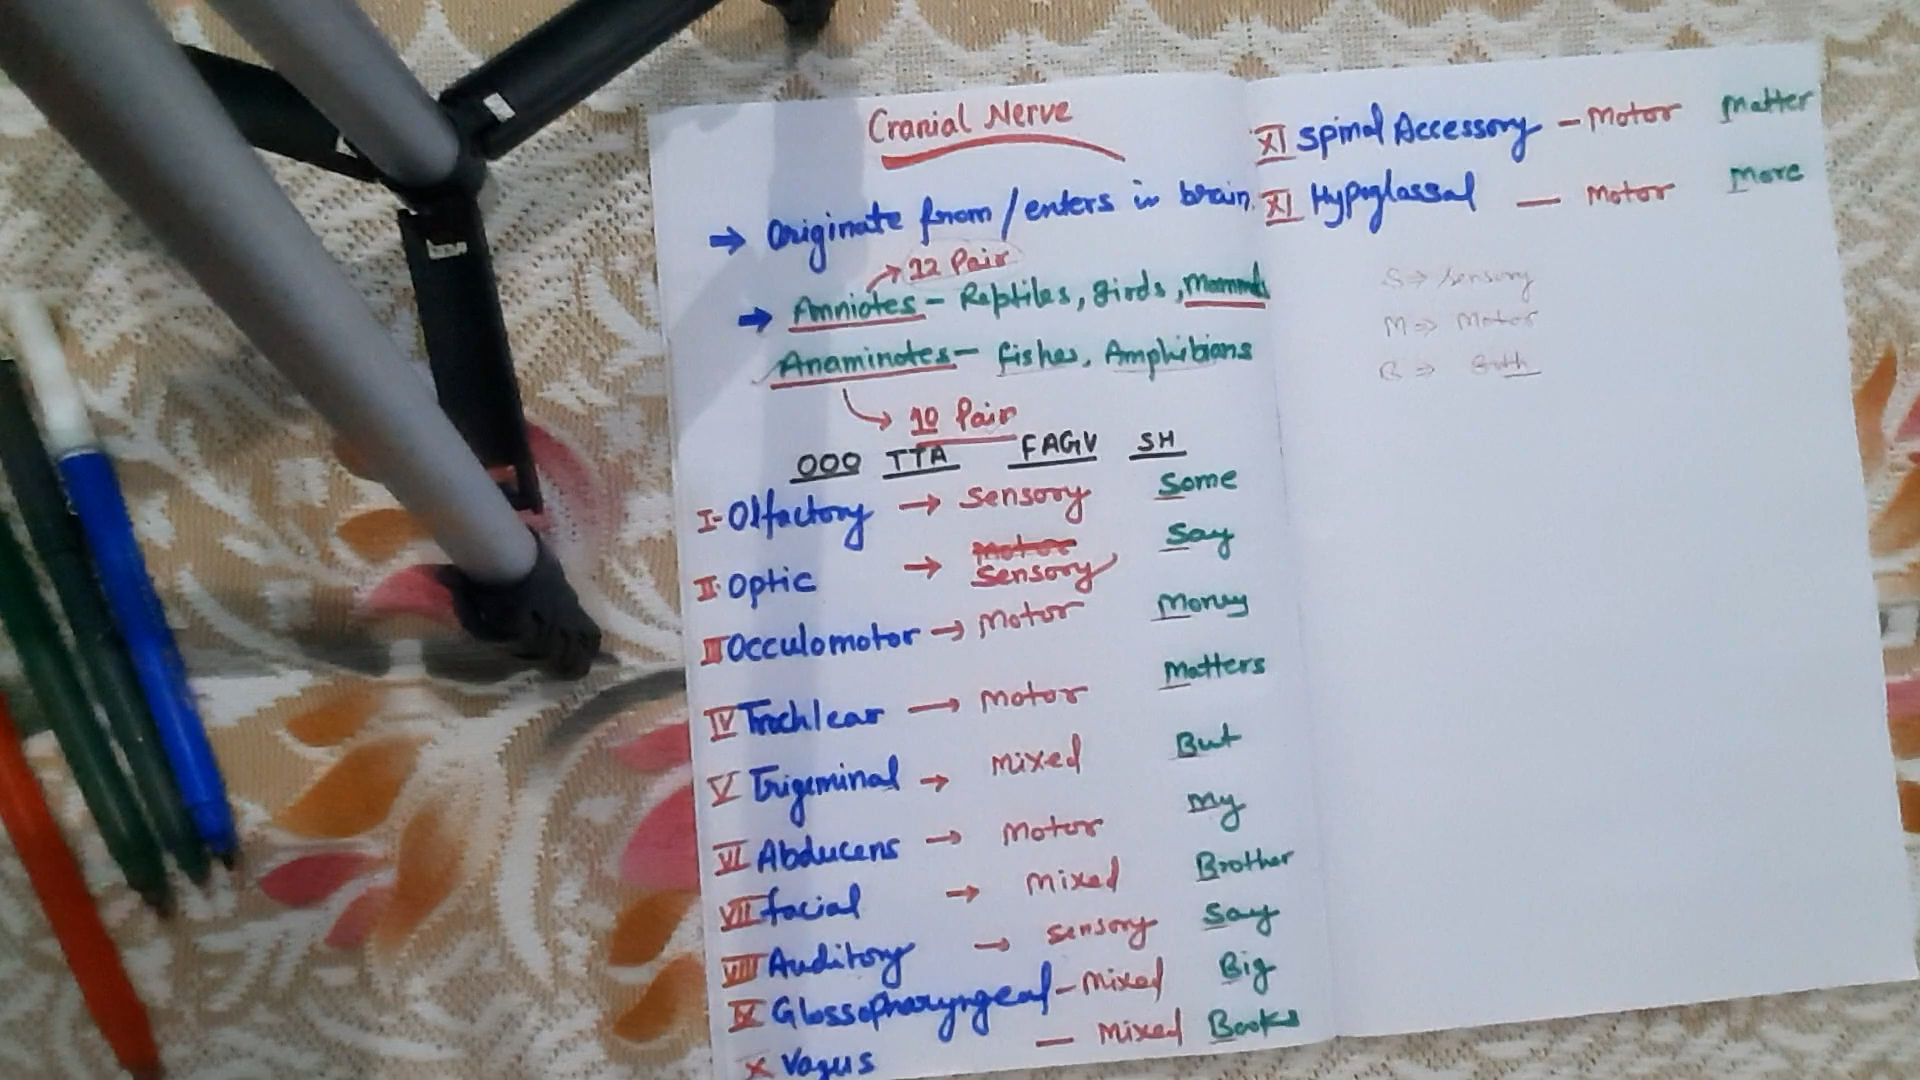 Cranial Nerve
→ Originate from / enters in brain.
→ 12 Pair
→ Amniotes - Reptiles, Birds, Mammals
Anaminotes - fishes, Amphibians
→ 10 Pair
OOO TTA FAGV SH
I- Olfactory → Sensory Some
II. Optic → Motor Sensory Say
III Occulomotor → Motor Money
IV Trochlear → Motor Matters
V Trigeminal → Mixed But
VI Abducens → Motor My
VII facial → Mixed Brother
VIII Auditory → Sensory Say
IX Glossopharyngeal - Mixed Big
X Vagus — Mixed Books
XI Spinal Accessory - Motor Matter
XI Hypoglassal — Motor More
S => Sensory
M => Motor
B => Both